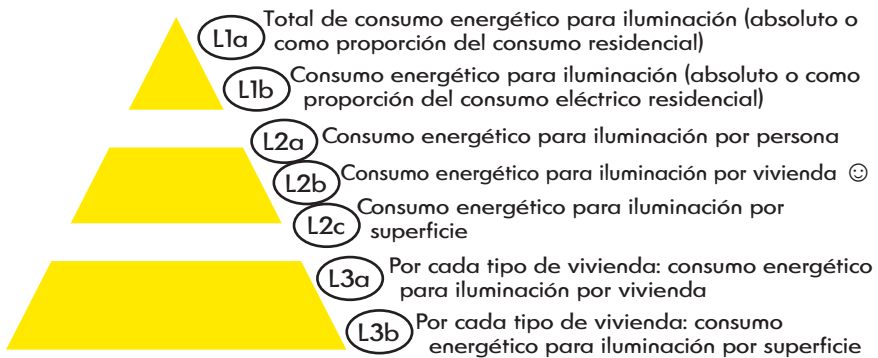 L1a Total de consumo energético para iluminación (absoluto o
como proporción del consumo residencial)
L1b Consumo energético para iluminación (absoluto o como
proporción del consumo eléctrico residencial)
L2a Consumo energético para iluminación por persona
L2b Consumo energético para iluminación por vivienda ☺
L2c Consumo energético para iluminación por
superficie
L3a Por cada tipo de vivienda: consumo energético
para iluminación por vivienda
L3b Por cada tipo de vivienda: consumo
energético para iluminación por superficie